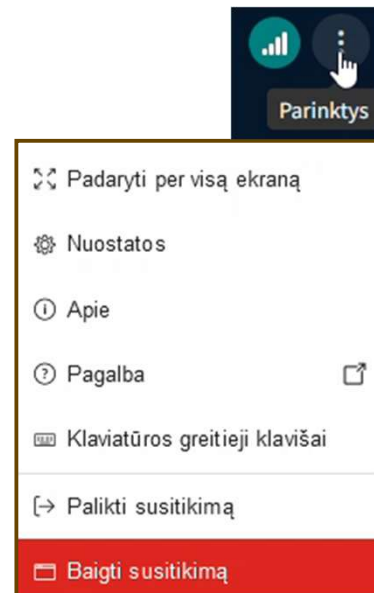 Parinktys
Padaryti per visą ekraną
Nuostatos
Apie
Pagalba
Klaviatūros greitieji klavišai
Palikti susitikimą
Baigti susitikimą